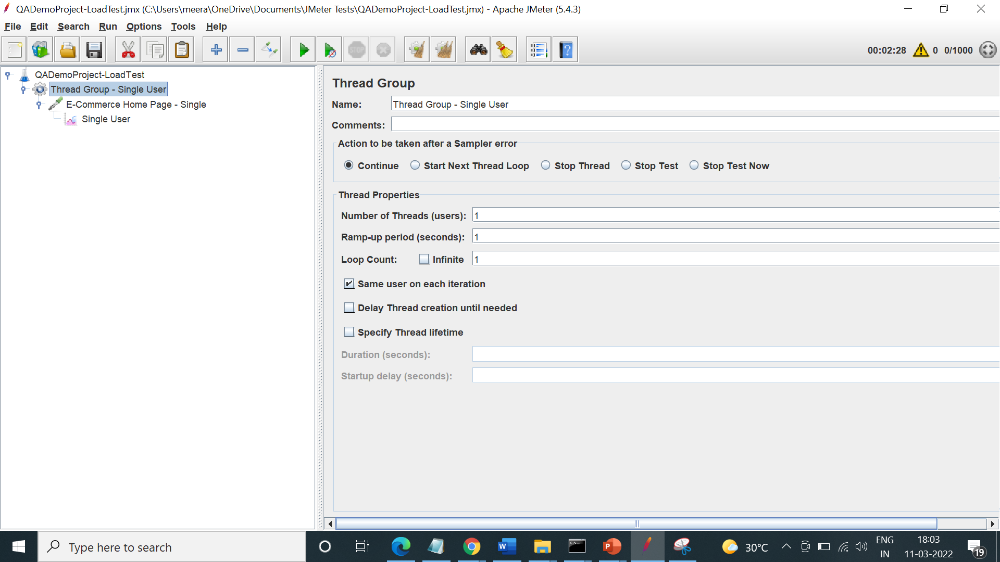 QADemoProject-LoadTest.jmx (C:\Users\meera\OneDrive\Documents\JMeter Tests\QADemoProject-LoadTest.jmx) - Apache JMeter (5.4.3)
File Edit Search Run Options Tools Help
STOP
00:02:28 0 0/1000
QADemoProject-LoadTest
Thread Group - Single User
E-Commerce Home Page - Single
Single User
Thread Group
Name: Thread Group - Single User
Comments:
Action to be taken after a Sampler error
Continue Start Next Thread Loop Stop Thread Stop Test Stop Test Now
Thread Properties
Number of Threads (users): 1
Ramp-up period (seconds): 1
Loop Count: Infinite 1
Same user on each iteration
Delay Thread creation until needed
Specify Thread lifetime
Duration (seconds):
Startup delay (seconds):
Type here to search
30°C
ENG
IN
18:03
11-03-2022
19